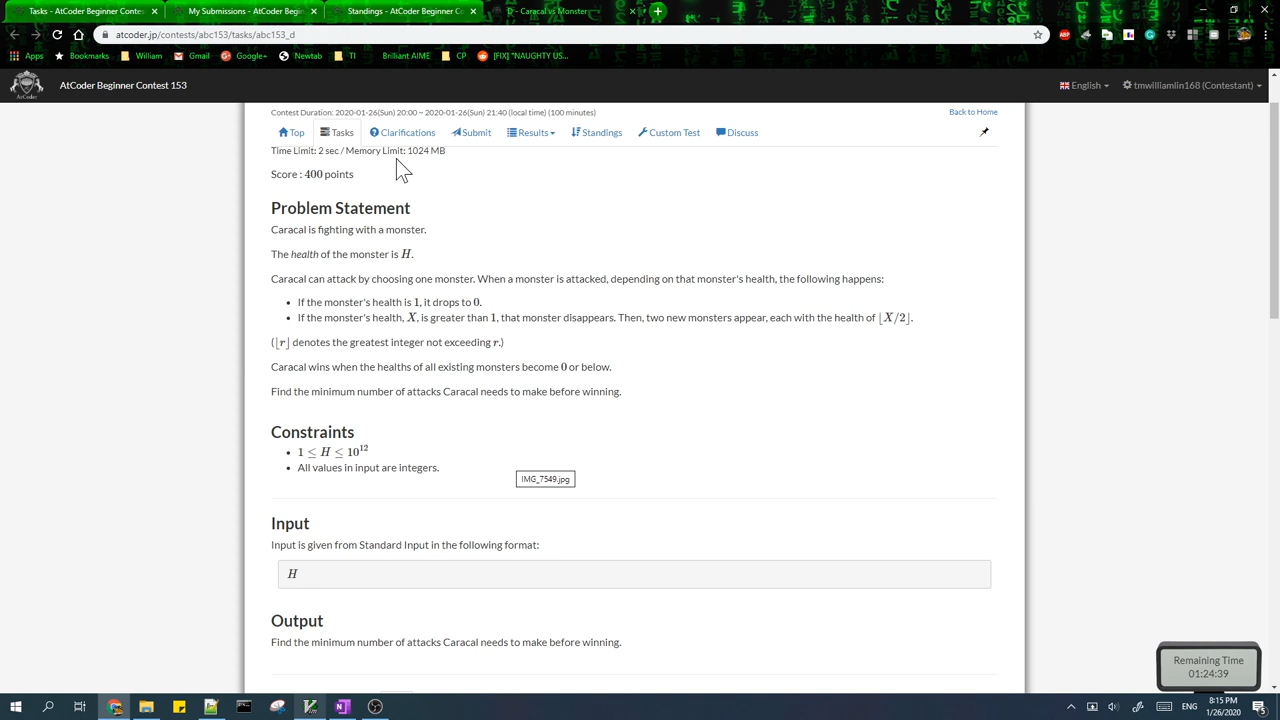 Tasks - AtCoder Beginner Conte
My Submissions - AtCoder Begin
Standings - AtCoder Beginner Co
D - Caracal vs Monster
atcoder.jp/contests/abc153/tasks/abc153_d
Apps
Bookmarks
William
Gmail
Google+
Newtab
TI
Brilliant AIME
CP
[FIX] "NAUGHTY US...
AtCoder
AtCoder Beginner Contest 153
English
tmwilliamlin168 (Contestant)
Contest Duration: 2020-01-26(Sun) 20:00 ~ 2020-01-26(Sun) 21:40 (local time) (100 minutes)
Back to Home
Top
Tasks
Clarifications
Submit
Results
Standings
Custom Test
Discuss
Time Limit: 2 sec / Memory Limit: 1024 MB
Score : 400 points
Problem Statement
Caracal is fighting with a monster.
The health of the monster is H.
Caracal can attack by choosing one monster. When a monster is attacked, depending on that monster's health, the following happens:
• If the monster's health is 1, it drops to 0.
• If the monster's health, X, is greater than 1, that monster disappears. Then, two new monsters appear, each with the health of ⌊X/2⌋.
(⌊r⌋ denotes the greatest integer not exceeding r.)
Caracal wins when the healths of all existing monsters become 0 or below.
Find the minimum number of attacks Caracal needs to make before winning.
Constraints
• 1 ≤ H ≤ 10¹²
• All values in input are integers.
IMG_7549.jpg
Input
Input is given from Standard Input in the following format:
H
Output
Find the minimum number of attacks Caracal needs to make before winning.
Remaining Time
01:24:39
ENG
8:15 PM
1/26/2020